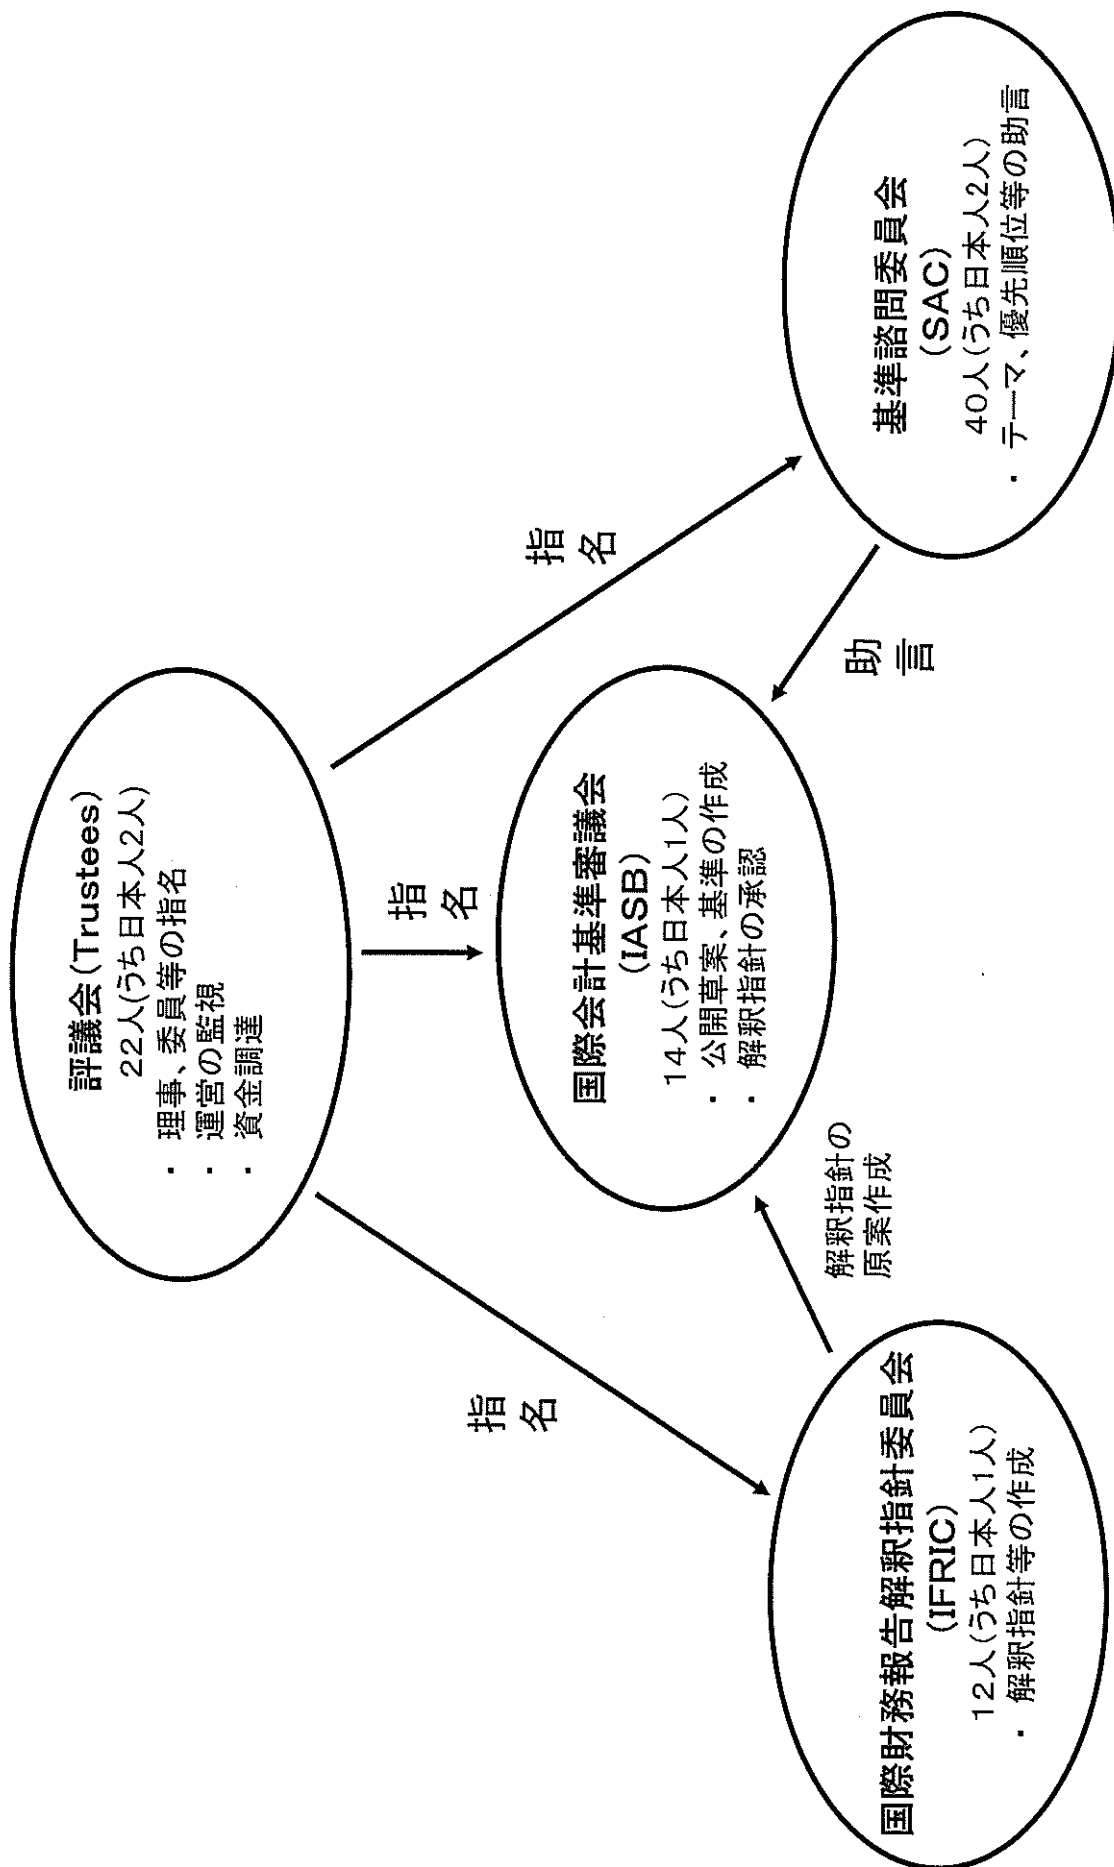 評議会(Trustees)
22人(うち日本人2人)
・ 理事、委員等の指名
・ 運営の監視
・ 資金調達
指
名
指
名
指
名
国際会計基準審議会
(IASB)
14人(うち日本人1人)
・ 公開草案、基準の作成
・ 解釈指針の承認
解釈指針の
原案作成
助
言
国際財務報告解釈指針委員会
(IFRIC)
12人(うち日本人1人)
・ 解釈指針等の作成
基準諮問委員会
(SAC)
40人(うち日本人2人)
・ テーマ、優先順位等の助言